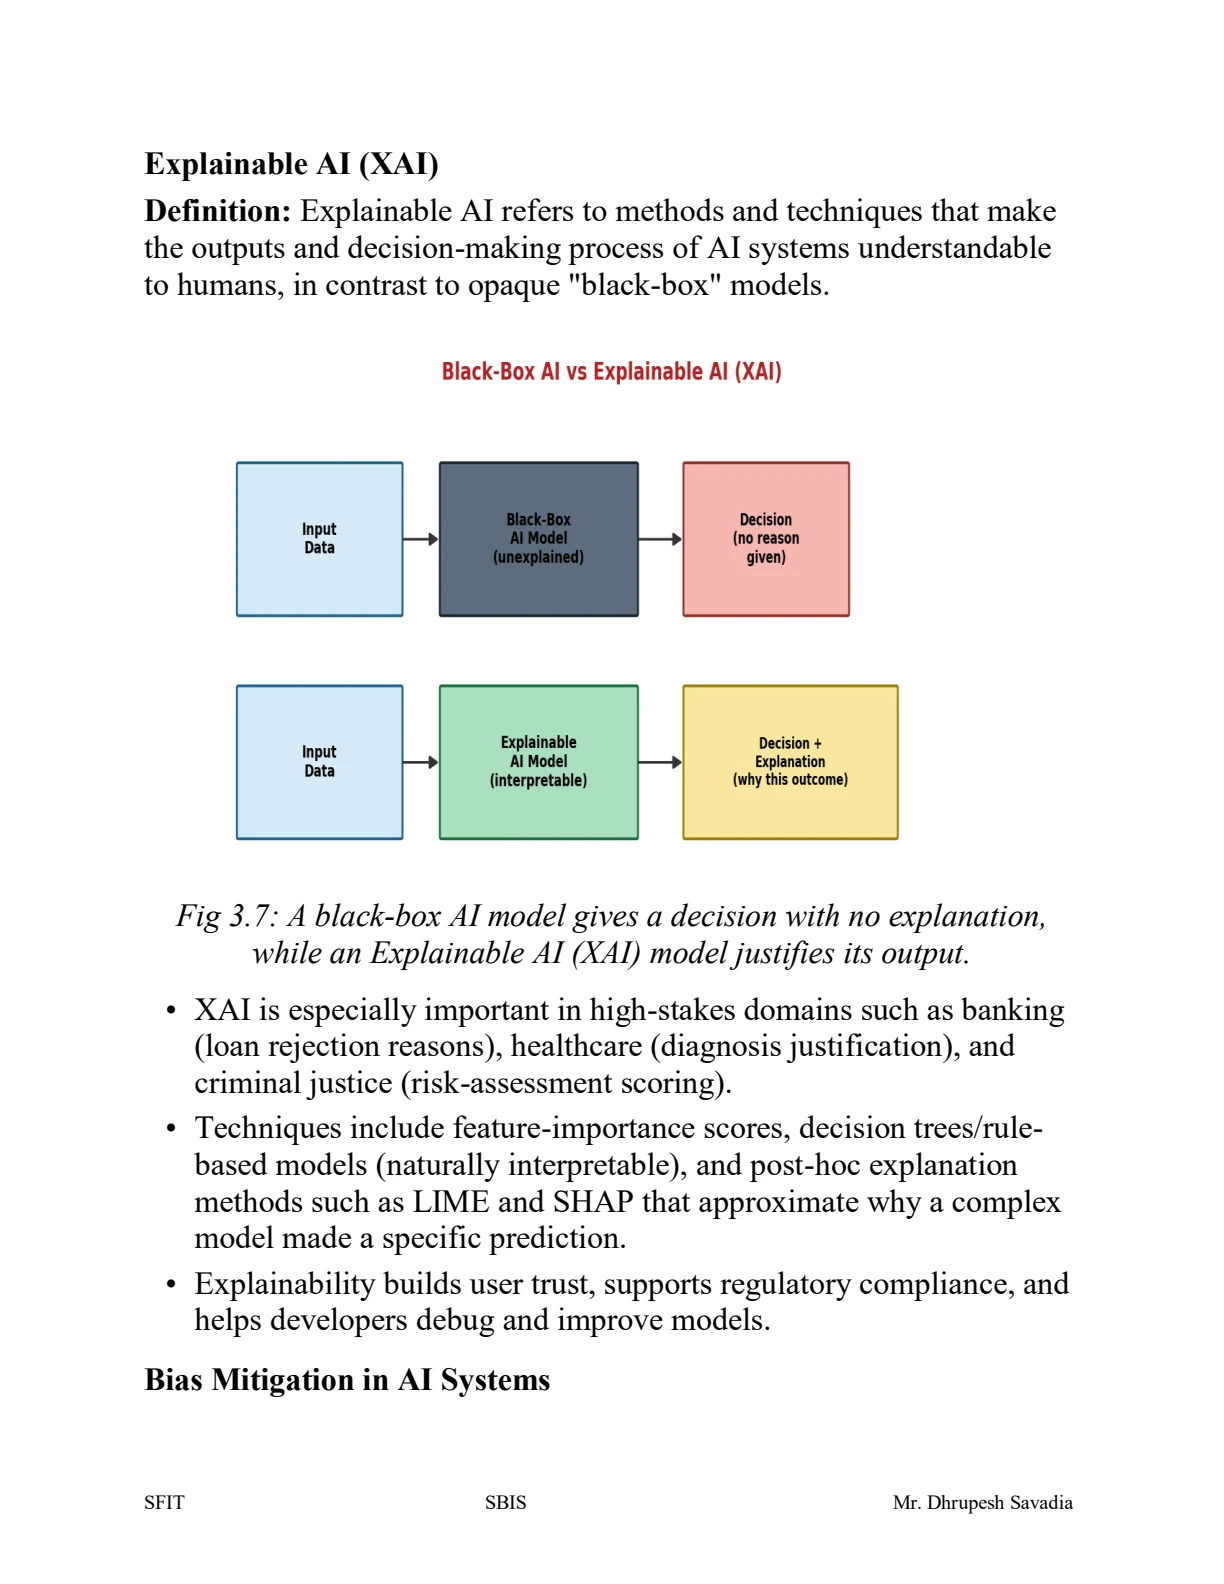 Explainable AI (XAI)
Definition: Explainable AI refers to methods and techniques that make
the outputs and decision-making process of AI systems understandable
to humans, in contrast to opaque "black-box" models.
Black-Box AI vs Explainable AI (XAI)
Input
Data
Black-Box
AI Model
(unexplained)
Decision
(no reason
given)
Input
Data
Explainable
AI Model
(interpretable)
Decision +
Explanation
(why this outcome)
Fig 3.7: A black-box AI model gives a decision with no explanation,
while an Explainable AI (XAI) model justifies its output.
• XAI is especially important in high-stakes domains such as banking
(loan rejection reasons), healthcare (diagnosis justification), and
criminal justice (risk-assessment scoring).
• Techniques include feature-importance scores, decision trees/rule-
based models (naturally interpretable), and post-hoc explanation
methods such as LIME and SHAP that approximate why a complex
model made a specific prediction.
• Explainability builds user trust, supports regulatory compliance, and
helps developers debug and improve models.
Bias Mitigation in AI Systems
SFIT SBIS Mr. Dhrupesh Savadia